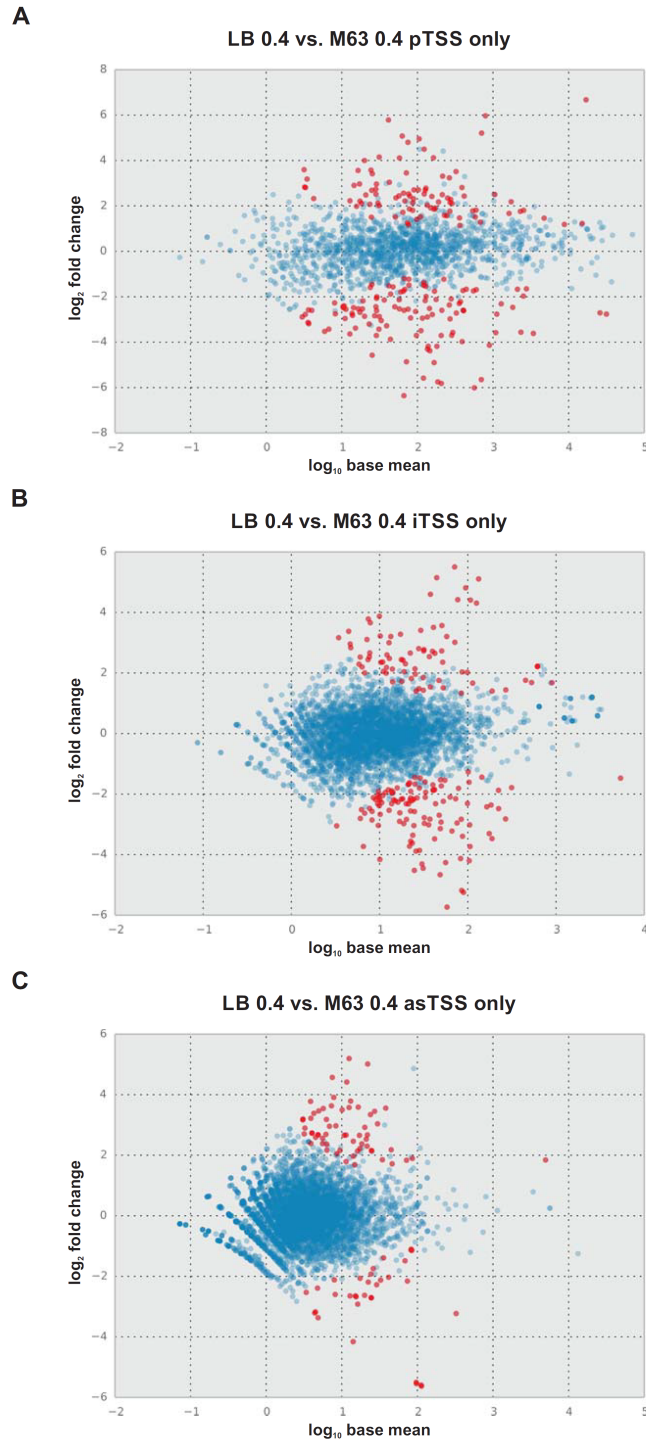 A
LB 0.4 vs. M63 0.4 pTSS only
8
6
4
2
0
−2
−4
−6
−8
log₂ fold change
−2 −1 0 1 2 3 4 5
log₁₀ base mean
B
LB 0.4 vs. M63 0.4 iTSS only
6
4
2
0
−2
−4
−6
log₂ fold change
−2 −1 0 1 2 3 4
log₁₀ base mean
C
LB 0.4 vs. M63 0.4 asTSS only
6
4
2
0
−2
−4
−6
log₂ fold change
−2 −1 0 1 2 3 4 5
log₁₀ base mean